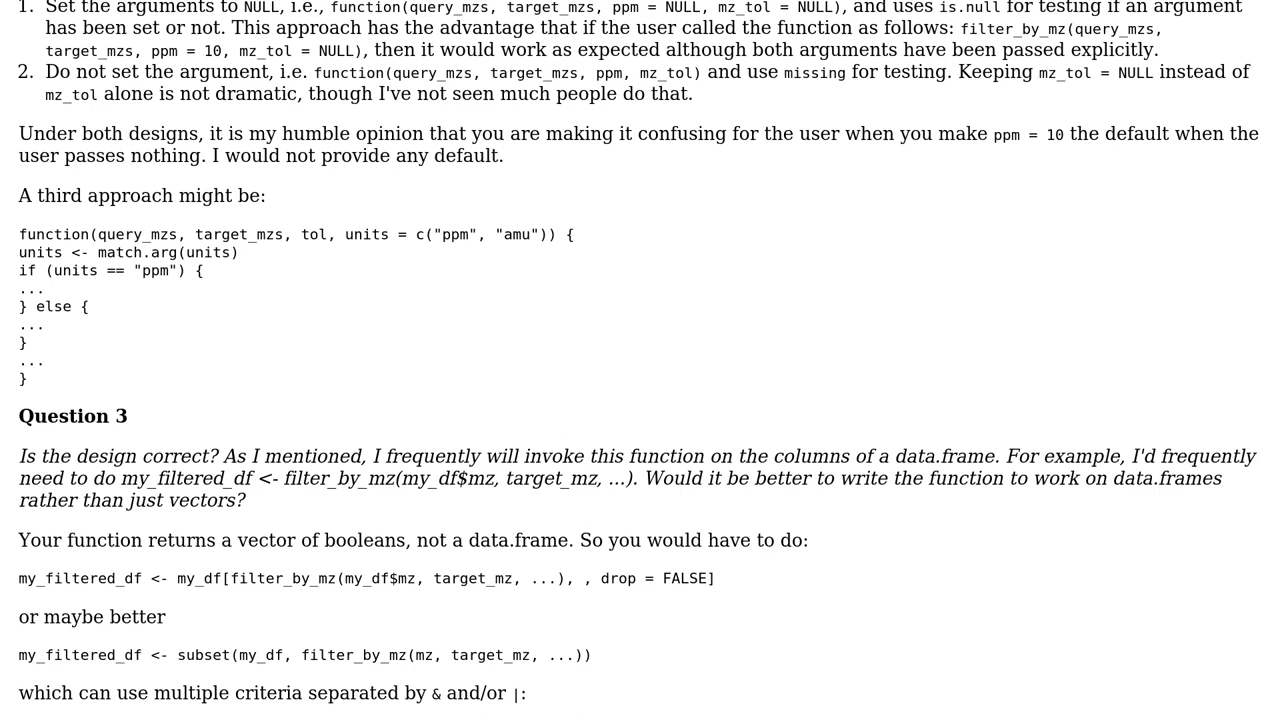 1. Set the arguments to NULL, i.e., function(query_mzs, target_mzs, ppm = NULL, mz_tol = NULL), and uses is.null for testing if an argument
has been set or not. This approach has the advantage that if the user called the function as follows: filter_by_mz(query_mzs,
target_mzs, ppm = 10, mz_tol = NULL), then it would work as expected although both arguments have been passed explicitly.
2. Do not set the argument, i.e. function(query_mzs, target_mzs, ppm, mz_tol) and use missing for testing. Keeping mz_tol = NULL instead of
mz_tol alone is not dramatic, though I've not seen much people do that.
Under both designs, it is my humble opinion that you are making it confusing for the user when you make ppm = 10 the default when the
user passes nothing. I would not provide any default.
A third approach might be:
function(query_mzs, target_mzs, tol, units = c("ppm", "amu")) {
units <- match.arg(units)
if (units == "ppm") {
...
} else {
...
}
...
}
Question 3
Is the design correct? As I mentioned, I frequently will invoke this function on the columns of a data.frame. For example, I'd frequently
need to do my_filtered_df <- filter_by_mz(my_df$mz, target_mz, ...). Would it be better to write the function to work on data.frames
rather than just vectors?
Your function returns a vector of booleans, not a data.frame. So you would have to do:
my_filtered_df <- my_df[filter_by_mz(my_df$mz, target_mz, ...), , drop = FALSE]
or maybe better
my_filtered_df <- subset(my_df, filter_by_mz(mz, target_mz, ...))
which can use multiple criteria separated by & and/or |: